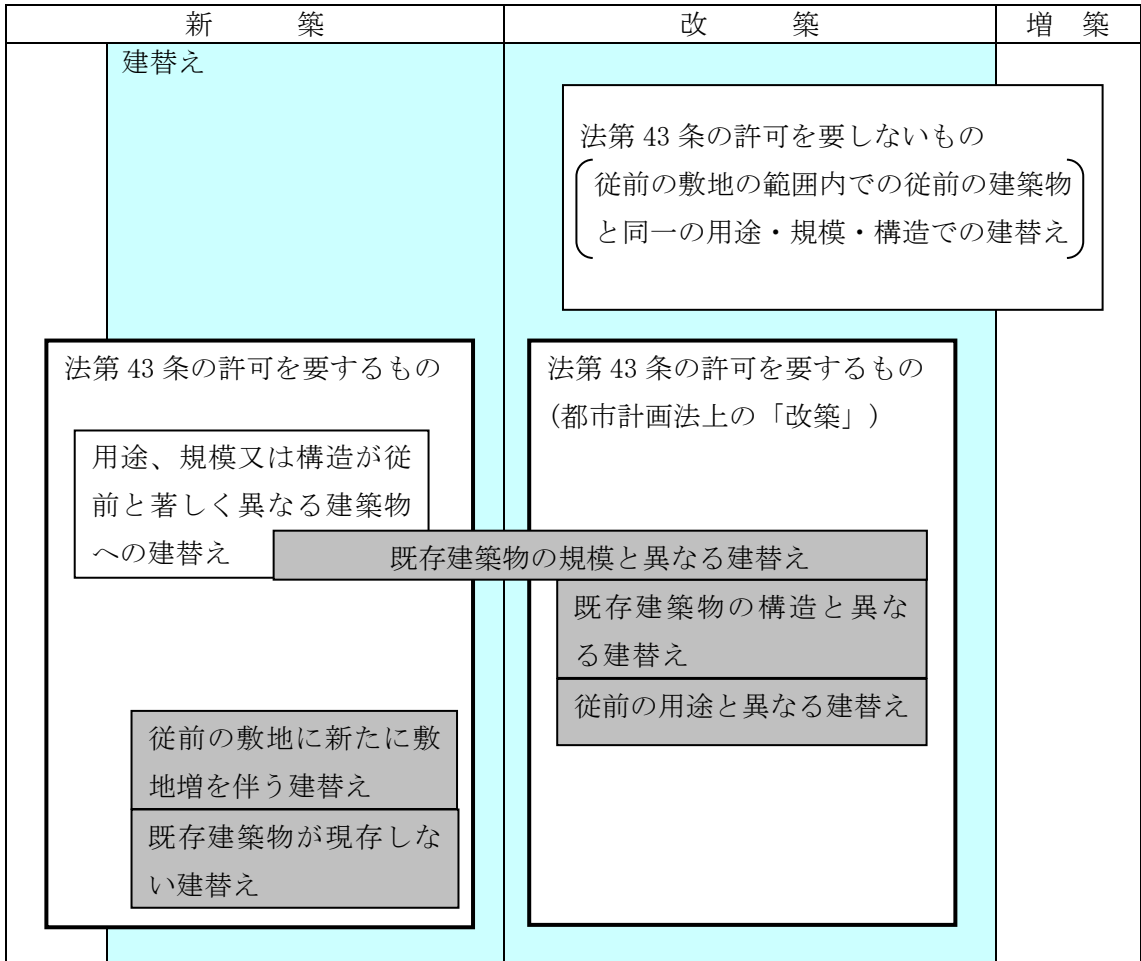 新築
改築
増築
建替え
法第 43 条の許可を要しないもの
従前の敷地の範囲内での従前の建築物
と同一の用途・規模・構造での建替え
法第 43 条の許可を要するもの
用途、規模又は構造が従
前と著しく異なる建築物
への建替え
法第 43 条の許可を要するもの
(都市計画法上の「改築」)
既存建築物の規模と異なる建替え
既存建築物の構造と異な
る建替え
従前の用途と異なる建替え
従前の敷地に新たに敷
地増を伴う建替え
既存建築物が現存しな
い建替え